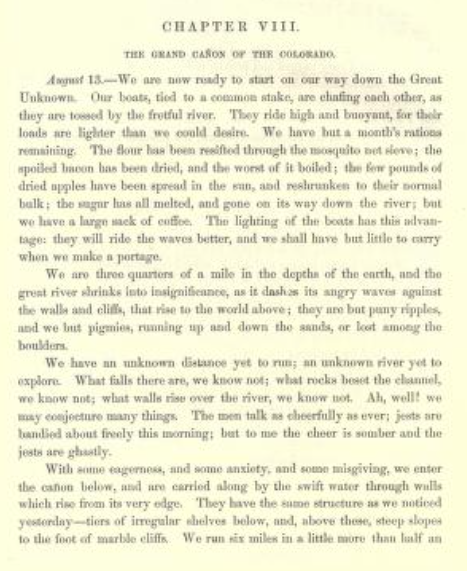 CHAPTER VIII.
THE GRAND CAÑON OF THE COLORADO.
August 13.—We are now ready to start on our way down the Great
Unknown. Our boats, tied to a common stake, are chafing each other, as
they are tossed by the fretful river. They ride high and buoyant, for their
loads are lighter than we could desire. We have but a month's rations
remaining. The flour has been resifted through the mosquito net sieve; the
spoiled bacon has been dried, and the worst of it boiled; the few pounds of
dried apples have been spread in the sun, and reshrunken to their normal
bulk; the sugar has all melted, and gone on its way down the river; but
we have a large sack of coffee. The lighting of the boats has this advan-
tage: they will ride the waves better, and we shall have but little to carry
when we make a portage.
We are three quarters of a mile in the depths of the earth, and the
great river shrinks into insignificance, as it dashes its angry waves against
the walls and cliffs, that rise to the world above; they are but puny ripples,
and we but pigmies, running up and down the sands, or lost among the
boulders.
We have an unknown distance yet to run; an unknown river yet to
explore. What falls there are, we know not; what rocks beset the channel,
we know not; what walls rise over the river, we know not. Ah, well! we
may conjecture many things. The men talk as cheerfully as ever; jests are
bandied about freely this morning; but to me the cheer is somber and the
jests are ghastly.
With some eagerness, and some anxiety, and some misgiving, we enter
the cañon below, and are carried along by the swift water through walls
which rise from its very edge. They have the same structure as we noticed
yesterday—tiers of irregular shelves below, and, above these, steep slopes
to the foot of marble cliffs. We run six miles in a little more than half an